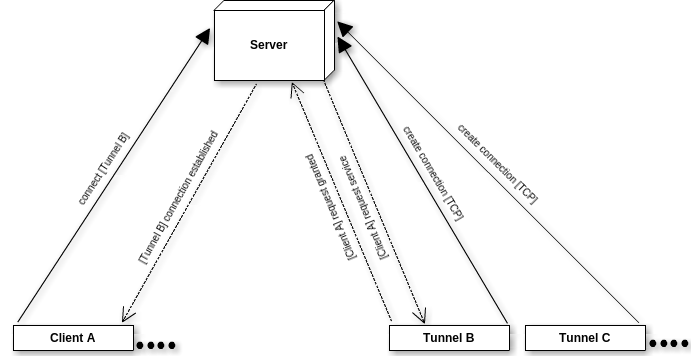 Server
connect [Tunnel B]
[Tunnel B] connection established
[Client A] request granted
[Client A] request service
create connection [TCP]
create connection [TCP]
Client A
Tunnel B
Tunnel C